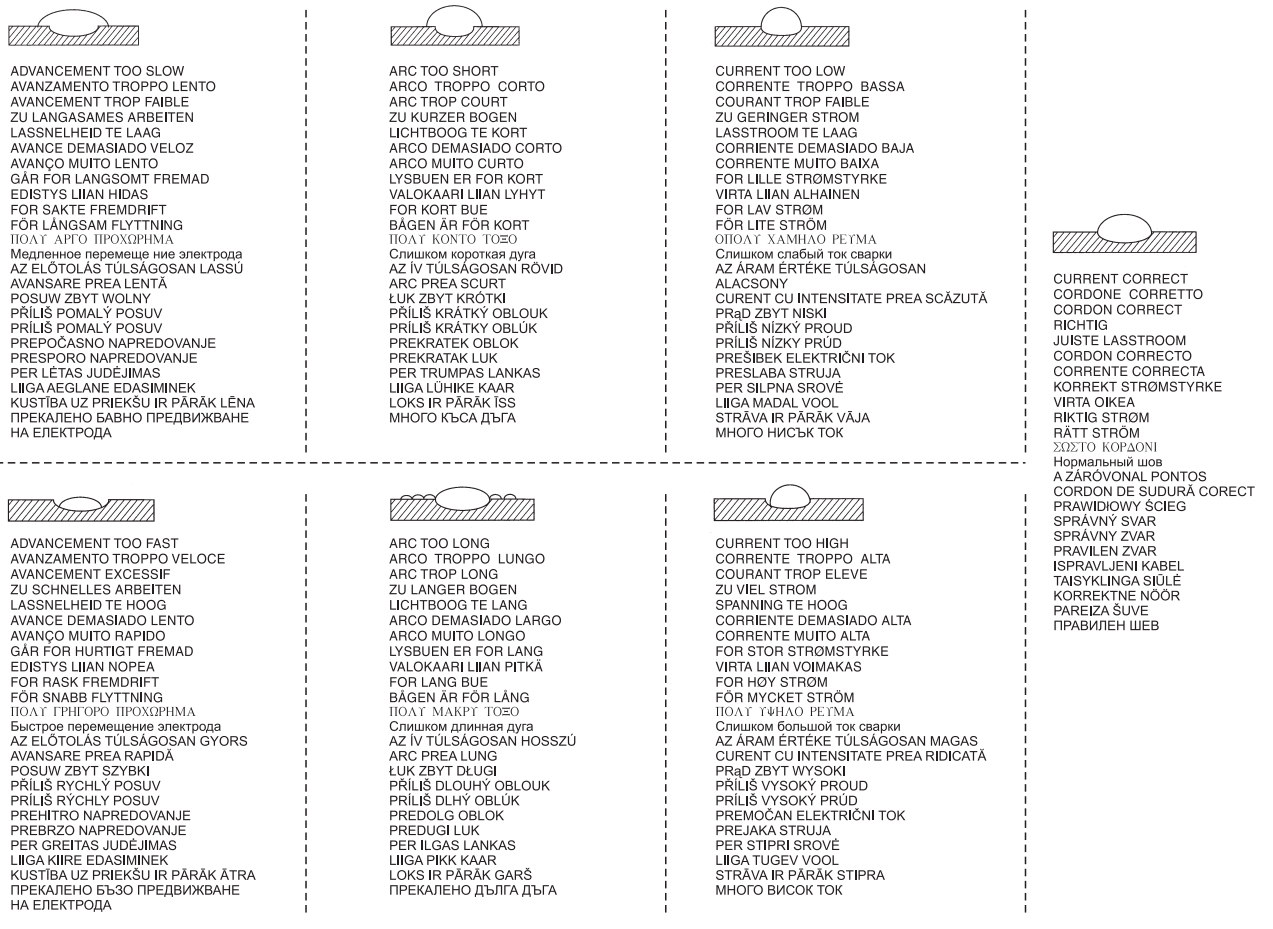 ADVANCEMENT TOO SLOW
AVANZAMENTO TROPPO LENTO
AVANCEMENT TROP FAIBLE
ZU LANGASAMES ARBEITEN
LASSNELHEID TE LAAG
AVANCE DEMASIADO VELOZ
AVANÇO MUITO LENTO
GÅR FOR LANGSOMT FREMAD
EDISTYS LIIAN HIDAS
FOR SAKTE FREMDRIFT
FÖR LÅNGSAM FLYTTNING
ΠΟΛΥ ΑΡΓΟ ΠΡΟΧΩΡΗΜΑ
Медленное перемеще ние электрода
AZ ELŐTOLÁS TÚLSÁGOSAN LASSÚ
AVANSARE PREA LENTĂ
POSUW ZBYT WOLNY
PŘÍLIŠ POMALÝ POSUV
PRÍLIŠ POMALÝ POSUV
PREPOČASNO NAPREDOVANJE
PRESPORO NAPREDOVANJE
PER LĖTAS JUDĖJIMAS
LIIGA AEGLANE EDASIMINEK
KUSTĪBA UZ PRIEKŠU IR PĀRĀK LĒNA
ПРЕКАЛЕНО БАВНО ПРЕДВИЖВАНЕ
НА ЕЛЕКТРОДА
ARC TOO SHORT
ARCO TROPPO CORTO
ARC TROP COURT
ZU KURZER BOGEN
LICHTBOOG TE KORT
ARCO DEMASIADO CORTO
ARCO MUITO CURTO
LYSBUEN ER FOR KORT
VALOKAARI LIIAN LYHYT
FOR KORT BUE
BÅGEN ÄR FÖR KORT
ΠΟΛΥ ΚΟΝΤΟ ΤΟΞΟ
Слишком короткая дуга
AZ ÍV TÚLSÁGOSAN RÖVID
ARC PREA SCURT
ŁUK ZBYT KRÓTKI
PŘÍLIŠ KRÁTKÝ OBLOUK
PRÍLIŠ KRÁTKY OBLÚK
PREKRATEK OBLOK
PREKRATAK LUK
PER TRUMPAS LANKAS
LIIGA LÜHIKE KAAR
LOKS IR PĀRĀK ĪSS
МНОГО КЪСА ДЪГА
CURRENT TOO LOW
CORRENTE TROPPO BASSA
COURANT TROP FAIBLE
ZU GERINGER STROM
LASSTROOM TE LAAG
CORRIENTE DEMASIADO BAJA
CORRENTE MUITO BAIXA
FOR LILLE STRØMSTYRKE
VIRTA LIIAN ALHAINEN
FOR LAV STRØM
FÖR LITE STRÖM
ΟΠΟΛΥ ΧΑΜΗΛΟ ΡΕΥΜΑ
Слишком слабый ток сварки
AZ ÁRAM ÉRTÉKE TÚLSÁGOSAN
ALACSONY
CURENT CU INTENSITATE PREA SCĂZUTĂ
PRąD ZBYT NISKI
PŘÍLIŠ NÍZKÝ PROUD
PRÍLIŠ NÍZKY PRÚD
PREŠIBEK ELEKTRIČNI TOK
PRESLABA STRUJA
PER SILPNA SROVĖ
LIIGA MADAL VOOL
STRĀVA IR PĀRĀK VĀJA
МНОГО НИСЪК ТОК
CURRENT CORRECT
CORDONE CORRETTO
CORDON CORRECT
RICHTIG
JUISTE LASSTROOM
CORDON CORRECTO
CORRENTE CORRECTA
KORREKT STRØMSTYRKE
VIRTA OIKEA
RIKTIG STRØM
RÄTT STRÖM
ΣΩΣΤΟ ΚΟΡΔΟΝΙ
Нормальный шов
A ZÁRÓVONAL PONTOS
CORDON DE SUDURĂ CORECT
PRAWIDłOWY ŚCIEG
SPRÁVNÝ SVAR
SPRÁVNY ZVAR
PRAVILEN ZVAR
ISPRAVLJENI KABEL
TAISYKLINGA SIŪLĖ
KORREKTNE NÖÖR
PAREIZA ŠUVE
ПРАВИЛЕН ШЕВ
ADVANCEMENT TOO FAST
AVANZAMENTO TROPPO VELOCE
AVANCEMENT EXCESSIF
ZU SCHNELLES ARBEITEN
LASSNELHEID TE HOOG
AVANCE DEMASIADO LENTO
AVANÇO MUITO RAPIDO
GÅR FOR HURTIGT FREMAD
EDISTYS LIIAN NOPEA
FOR RASK FREMDRIFT
FÖR SNABB FLYTTNING
ΠΟΛΥ ΓΡΗΓΟΡΟ ΠΡΟΧΩΡΗΜΑ
Быстрое перемещение электрода
AZ ELŐTOLÁS TÚLSÁGOSAN GYORS
AVANSARE PREA RAPIDĂ
POSUW ZBYT SZYBKI
PŘÍLIŠ RYCHLÝ POSUV
PRÍLIŠ RÝCHLY POSUV
PREHITRO NAPREDOVANJE
PREBRZO NAPREDOVANJE
PER GREITAS JUDĖJIMAS
LIIGA KIIRE EDASIMINEK
KUSTĪBA UZ PRIEKŠU IR PĀRĀK ĀTRA
ПРЕКАЛЕНО БЪЗО ПРЕДВИЖВАНЕ
НА ЕЛЕКТРОДА
ARC TOO LONG
ARCO TROPPO LUNGO
ARC TROP LONG
ZU LANGER BOGEN
LICHTBOOG TE LANG
ARCO DEMASIADO LARGO
ARCO MUITO LONGO
LYSBUEN ER FOR LANG
VALOKAARI LIIAN PITKÄ
FOR LANG BUE
BÅGEN ÄR FÖR LÅNG
ΠΟΛΥ ΜΑΚΡΥ ΤΟΞΟ
Слишком длинная дуга
AZ ÍV TÚLSÁGOSAN HOSSZÚ
ARC PREA LUNG
ŁUK ZBYT DŁUGI
PŘÍLIŠ DLOUHÝ OBLOUK
PRÍLIŠ DLHÝ OBLÚK
PREDOLG OBLOK
PREDUGI LUK
PER ILGAS LANKAS
LIIGA PIKK KAAR
LOKS IR PĀRĀK GARŠ
ПРЕКАЛЕНО ДЪЛГА ДЪГА
CURRENT TOO HIGH
CORRENTE TROPPO ALTA
COURANT TROP ELEVE
ZU VIEL STROM
SPANNING TE HOOG
CORRIENTE DEMASIADO ALTA
CORRENTE MUITO ALTA
FOR STOR STRØMSTYRKE
VIRTA LIIAN VOIMAKAS
FOR HØY STRØM
FÖR MYCKET STRÖM
ΠΟΛΥ ΥΨΗΛΟ ΡΕΥΜΑ
Слишком большой ток сварки
AZ ÁRAM ÉRTÉKE TÚLSÁGOSAN MAGAS
CURENT CU INTENSITATE PREA RIDICATĂ
PRąD ZBYT WYSOKI
PŘÍLIŠ VYSOKÝ PROUD
PRÍLIŠ VYSOKÝ PRÚD
PREMOČAN ELEKTRIČNI TOK
PREJAKA STRUJA
PER STIPRI SROVĖ
LIIGA TUGEV VOOL
STRĀVA IR PĀRĀK STIPRA
МНОГО ВИСОК ТОК